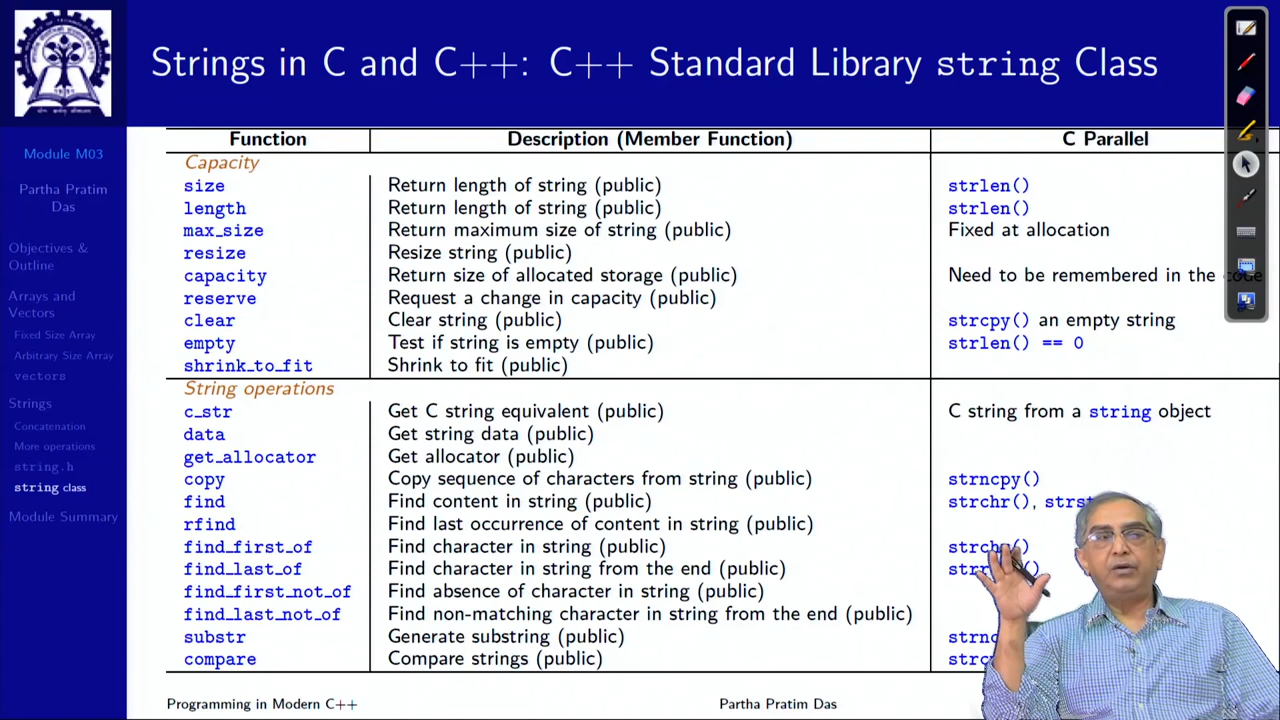 Strings in C and C++: C++ Standard Library string Class
Module M03
Partha Pratim
Das
Objectives &
Outline
Arrays and
Vectors
Fixed Size Array
Arbitrary Size Array
vectors
Strings
Concatenation
More operations
string.h
string class
Module Summary
Function Description (Member Function) C Parallel
Capacity
size Return length of string (public) strlen()
length Return length of string (public) strlen()
max_size Return maximum size of string (public) Fixed at allocation
resize Resize string (public)
capacity Return size of allocated storage (public) Need to be remembered in the code
reserve Request a change in capacity (public)
clear Clear string (public) strcpy() an empty string
empty Test if string is empty (public) strlen() == 0
shrink_to_fit Shrink to fit (public)
String operations
c_str Get C string equivalent (public) C string from a string object
data Get string data (public)
get_allocator Get allocator (public)
copy Copy sequence of characters from string (public) strncpy()
find Find content in string (public) strchr(),
rfind Find last occurrence of content in string (public)
find_first_of Find character in string (public)
find_last_of Find character in string from the end (public)
find_first_not_of Find absence of character in string (public)
find_last_not_of Find non-matching character in string from the end (public)
substr Generate substring (public)
compare Compare strings (public)
Programming in Modern C++ Partha Pratim Das